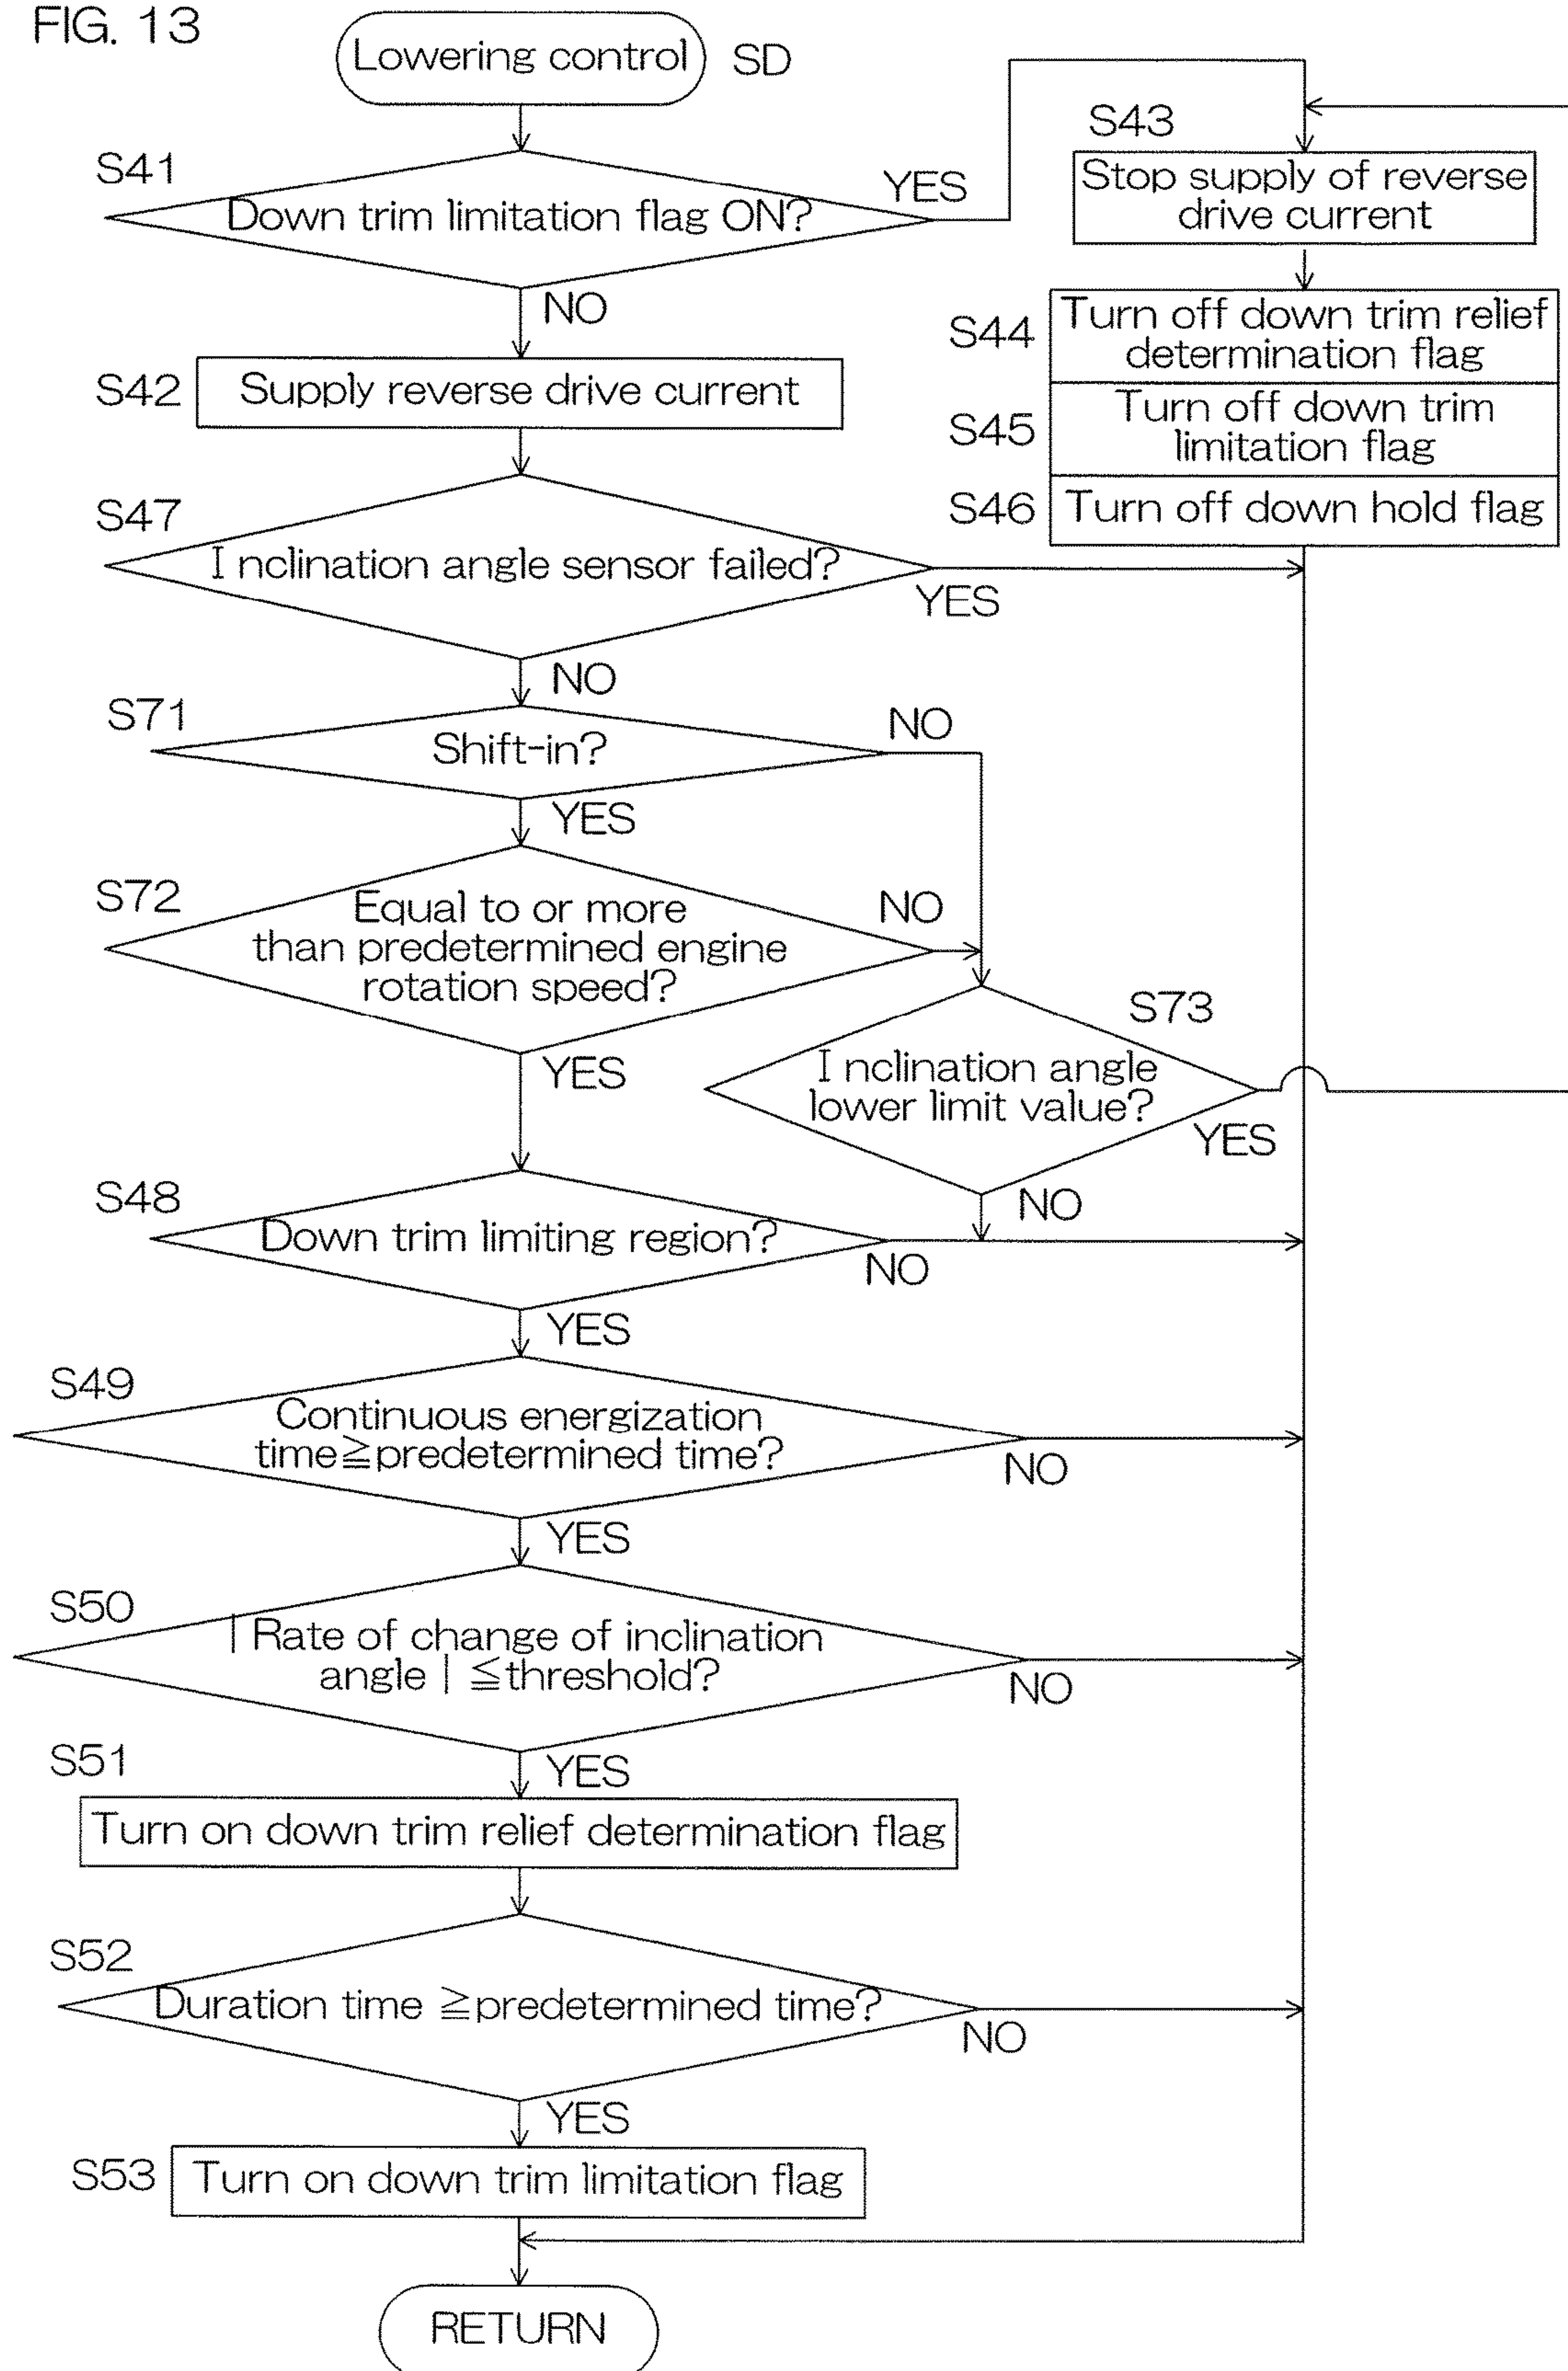 FIG. 13
Lowering control
SD
S41
Down trim limitation flag ON?
YES
NO
S43
Stop supply of reverse
drive current
S44
Turn off down trim relief
determination flag
S45
Turn off down trim
limitation flag
S46
Turn off down hold flag
S42
Supply reverse drive current
S47
I nclination angle sensor failed?
YES
NO
S71
Shift-in?
NO
YES
S72
Equal to or more
than predetermined engine
rotation speed?
NO
YES
S73
I nclination angle
lower limit value?
YES
NO
S48
Down trim limiting region?
NO
YES
S49
Continuous energization
time≧predetermined time?
NO
YES
S50
| Rate of change of inclination
angle | ≦threshold?
NO
YES
S51
Turn on down trim relief determination flag
S52
Duration time ≧predetermined time?
NO
YES
S53
Turn on down trim limitation flag
RETURN